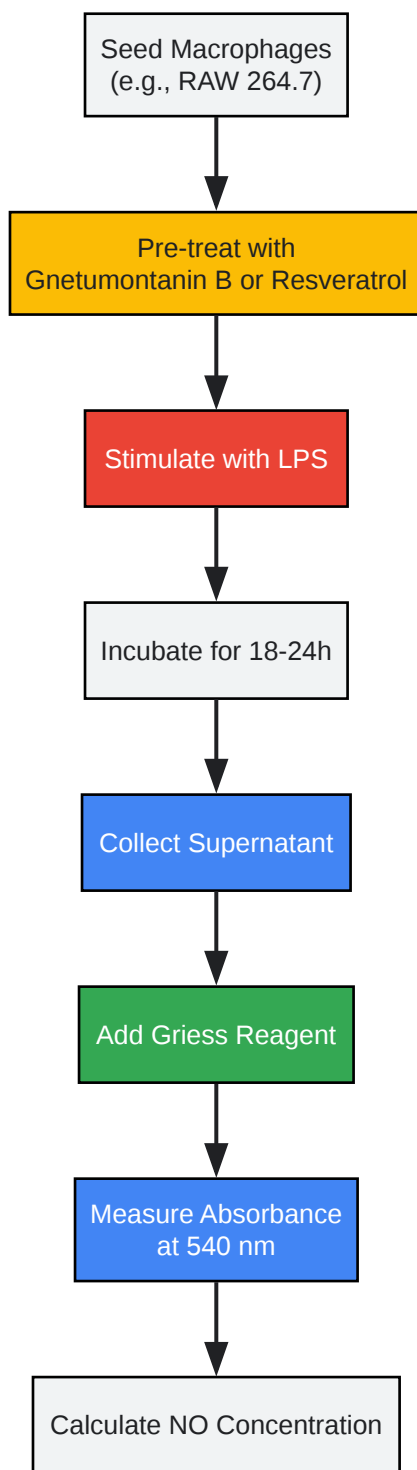 Seed Macrophages
(e.g., RAW 264.7)
Pre-treat with
Gnetumontanin B or Resveratrol
Stimulate with LPS
Incubate for 18-24h
Collect Supernatant
Add Griess Reagent
Measure Absorbance
at 540 nm
Calculate NO Concentration